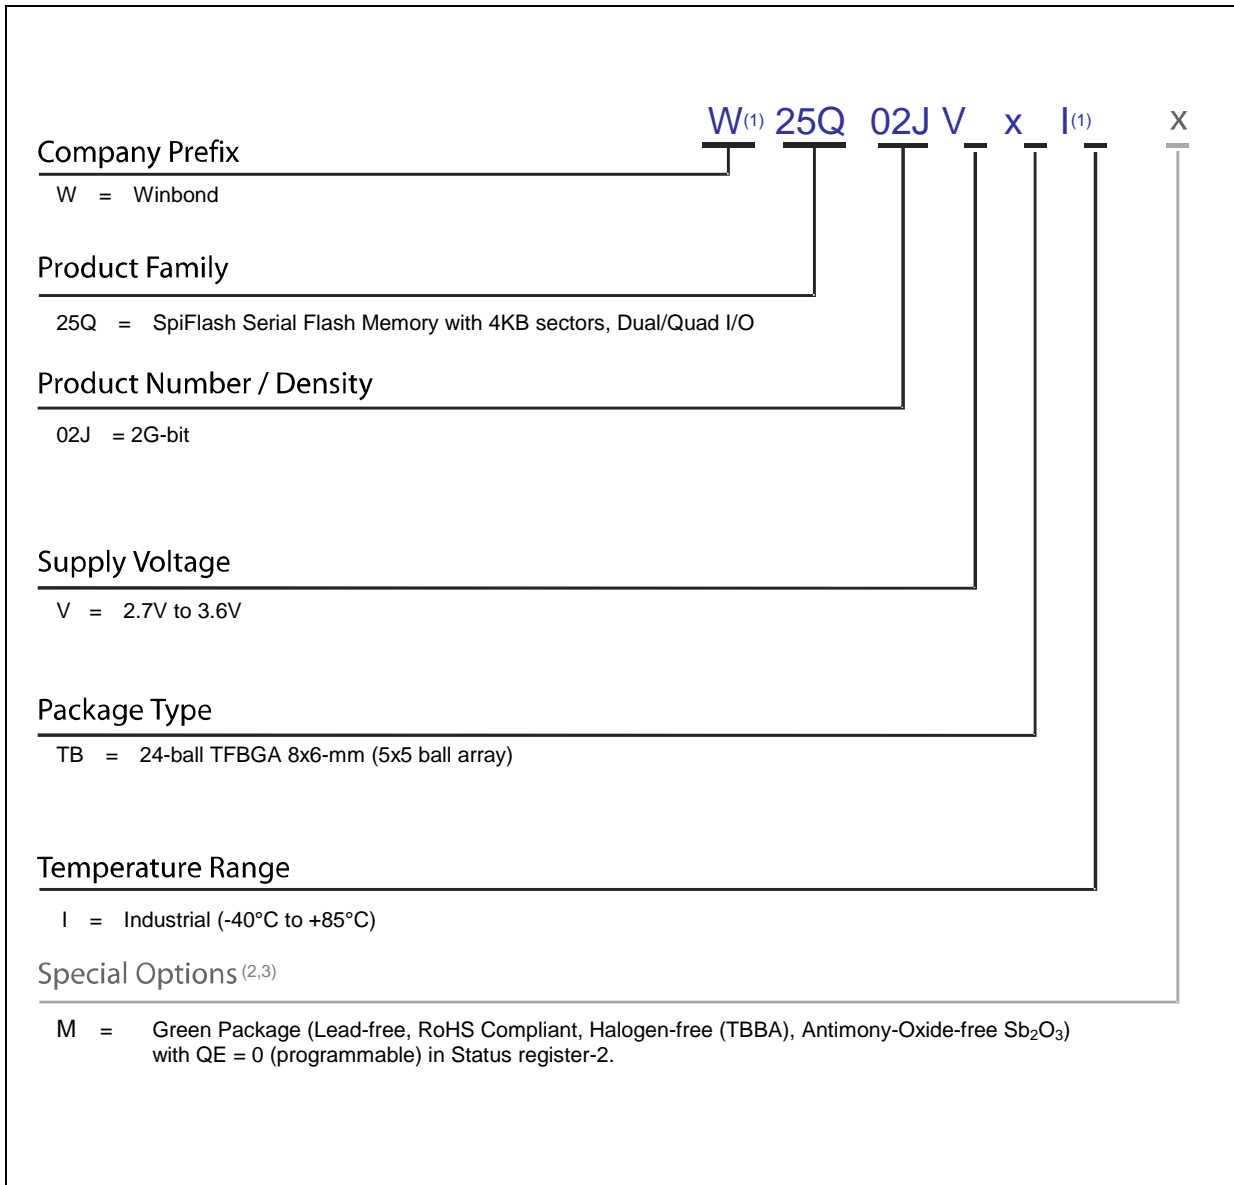 W(1) 25Q 02J V x I(1) x
Company Prefix
W = Winbond
Product Family
25Q = SpiFlash Serial Flash Memory with 4KB sectors, Dual/Quad I/O
Product Number / Density
02J = 2G-bit
Supply Voltage
V = 2.7V to 3.6V
Package Type
TB = 24-ball TFBGA 8x6-mm (5x5 ball array)
Temperature Range
I = Industrial (-40°C to +85°C)
Special Options (2,3)
M = Green Package (Lead-free, RoHS Compliant, Halogen-free (TBBA), Antimony-Oxide-free Sb₂O₃)
with QE = 0 (programmable) in Status register-2.